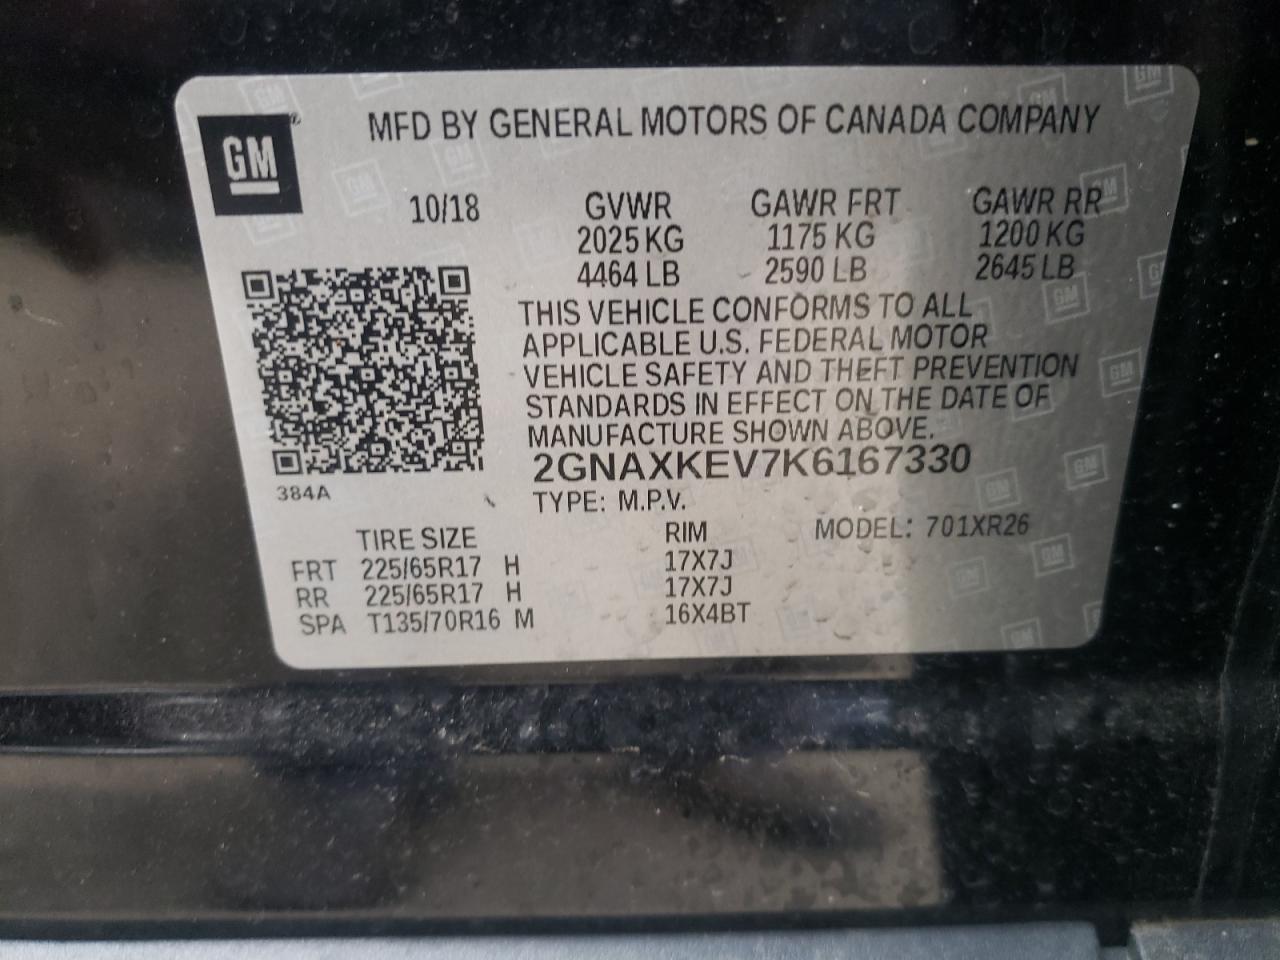 MFD BY GENERAL MOTORS OF CANADA COMPANY
GM®
10/18 GVWR GAWR FRT GAWR RR
2025 KG 1175 KG 1200 KG
4464 LB 2590 LB 2645 LB
THIS VEHICLE CONFORMS TO ALL
APPLICABLE U.S. FEDERAL MOTOR
VEHICLE SAFETY AND THEFT PREVENTION
STANDARDS IN EFFECT ON THE DATE OF
MANUFACTURE SHOWN ABOVE.
2GNAXKEV7K6167330
384A
TYPE: M.P.V.
TIRE SIZE RIM MODEL: 701XR26
FRT 225/65R17 H 17X7J
RR 225/65R17 H 17X7J
SPA T135/70R16 M 16X4BT